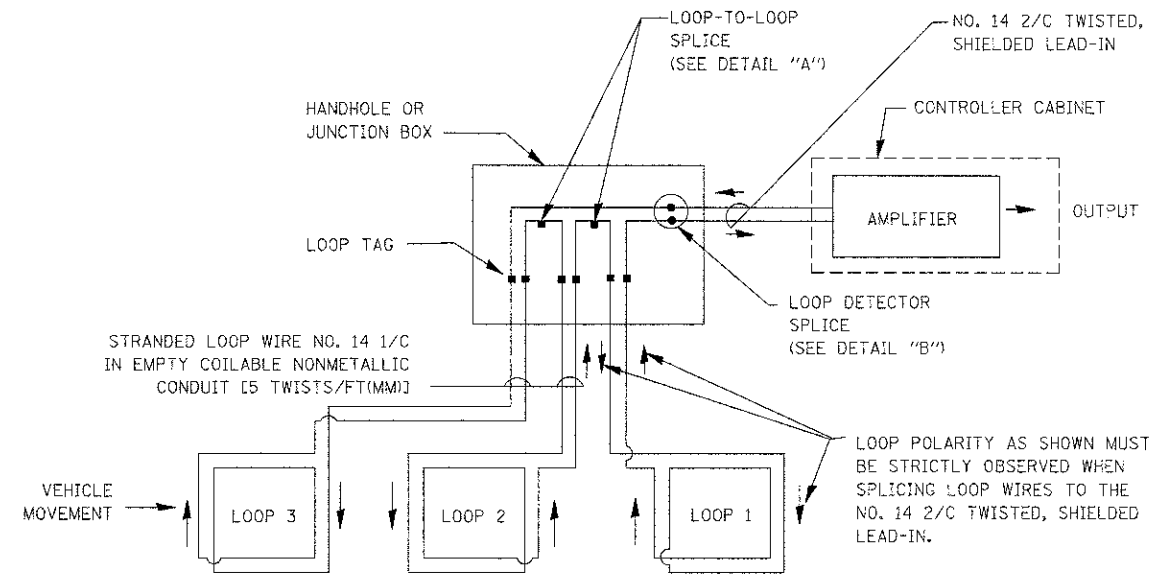 LOOP-TO-LOOP
SPLICE
(SEE DETAIL "A")
NO. 14 2/C TWISTED,
SHIELDED LEAD-IN
HANDHOLE OR
JUNCTION BOX
CONTROLLER CABINET
AMPLIFIER
OUTPUT
LOOP TAG
LOOP DETECTOR
SPLICE
(SEE DETAIL "B")
STRANDED LOOP WIRE NO. 14 1/C
IN EMPTY COILABLE NONMETALLIC
CONDUIT [5 TWISTS/FT(MM)]
LOOP POLARITY AS SHOWN MUST
BE STRICTLY OBSERVED WHEN
SPLICING LOOP WIRES TO THE
NO. 14 2/C TWISTED, SHIELDED
LEAD-IN.
VEHICLE
MOVEMENT
LOOP 3
LOOP 2
LOOP 1